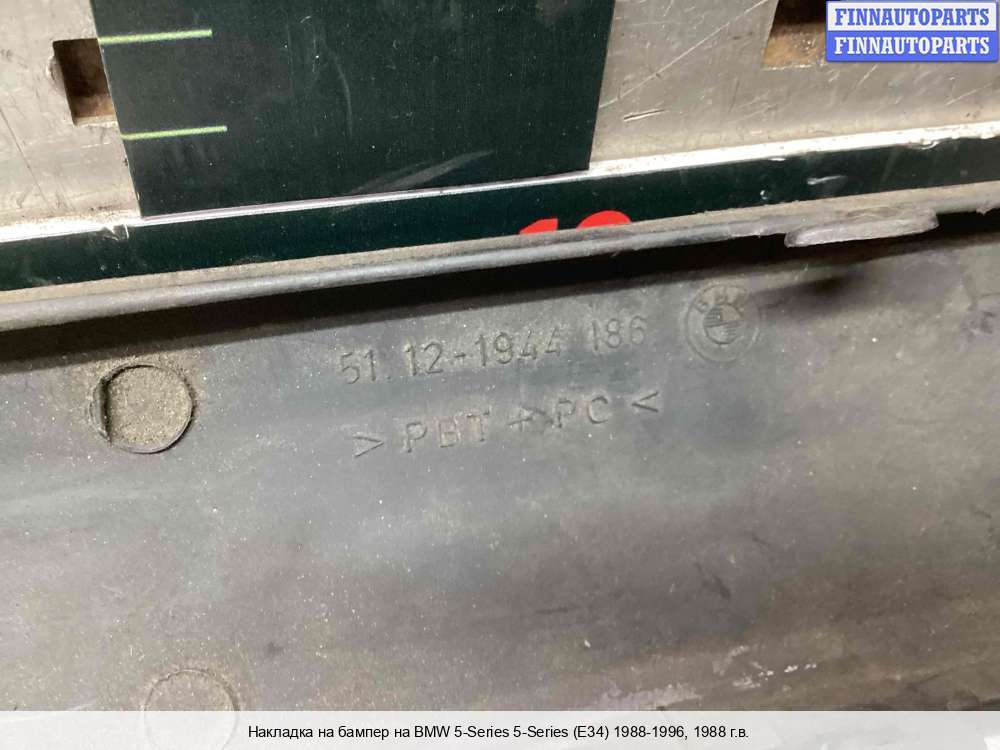 FINNAUTOPARTS
FINNAUTOPARTS
51.12-1944 186
BMW
> PBT + PC <
Накладка на бампер на BMW 5-Series 5-Series (E34) 1988-1996, 1988 г.в.